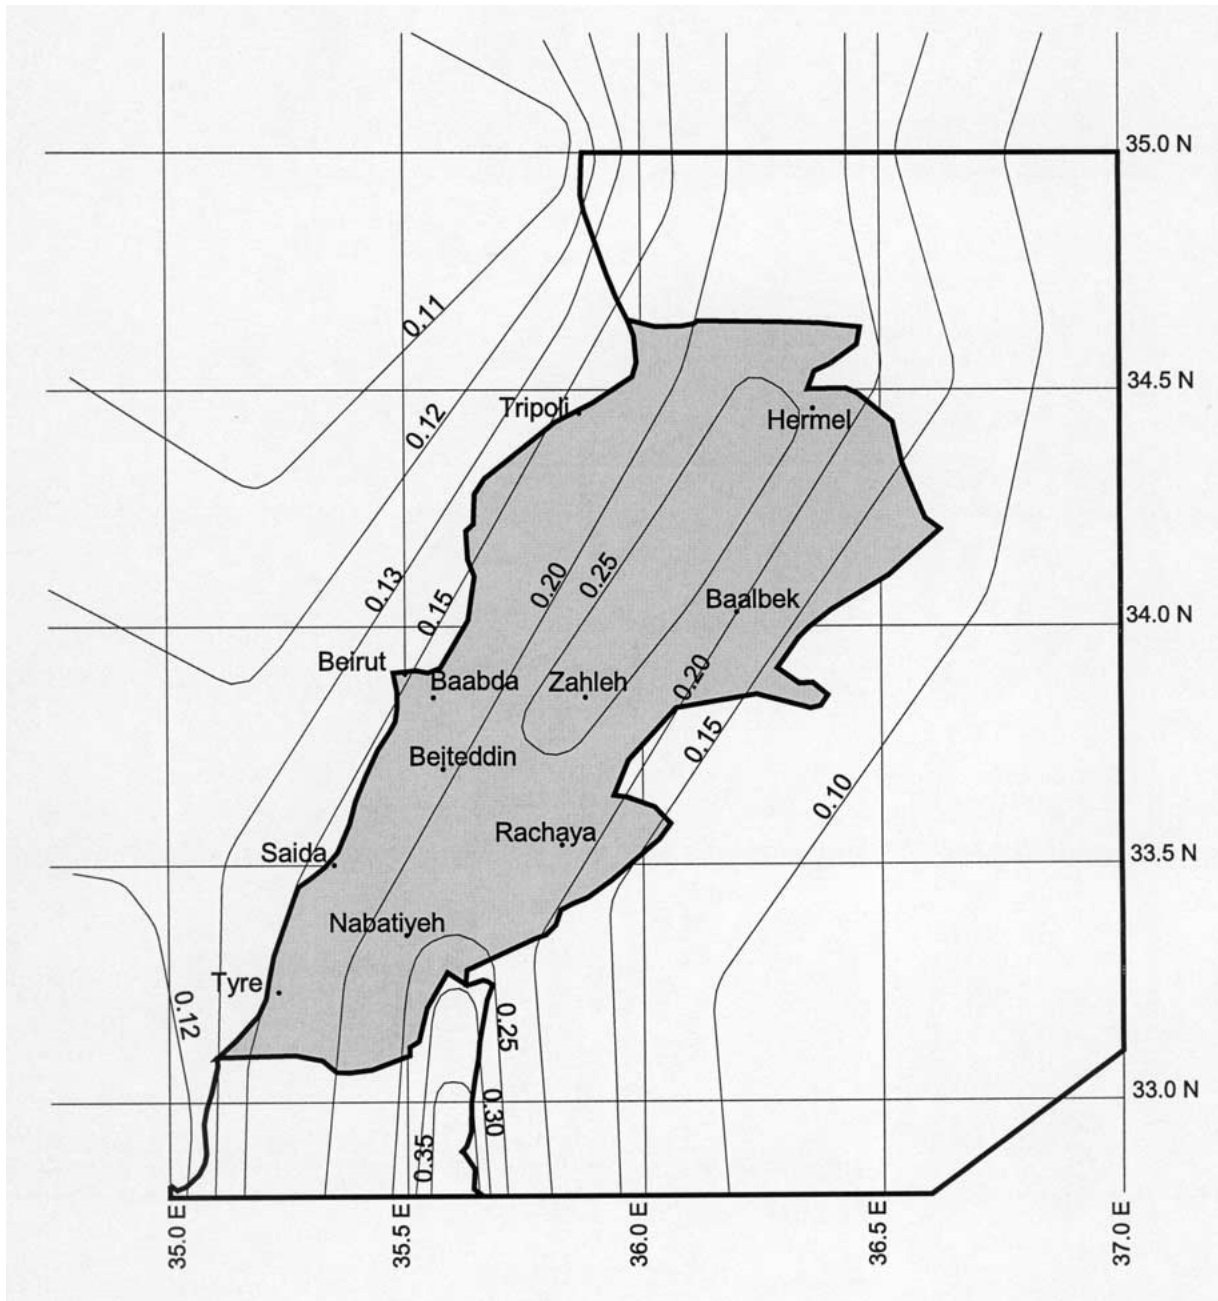 35.0 N
0.11
34.5 N
Tripoli
Hermel
0.12
0.13
0.15
0.20
0.25
Baalbek
34.0 N
Beirut
Baabda
Zahleh
0.20
Beiteddin
0.15
0.10
Rachaya
Saida
33.5 N
Nabatiyeh
Tyre
0.12
0.25
0.30
0.35
33.0 N
35.0 E
35.5 E
36.0 E
36.5 E
37.0 E